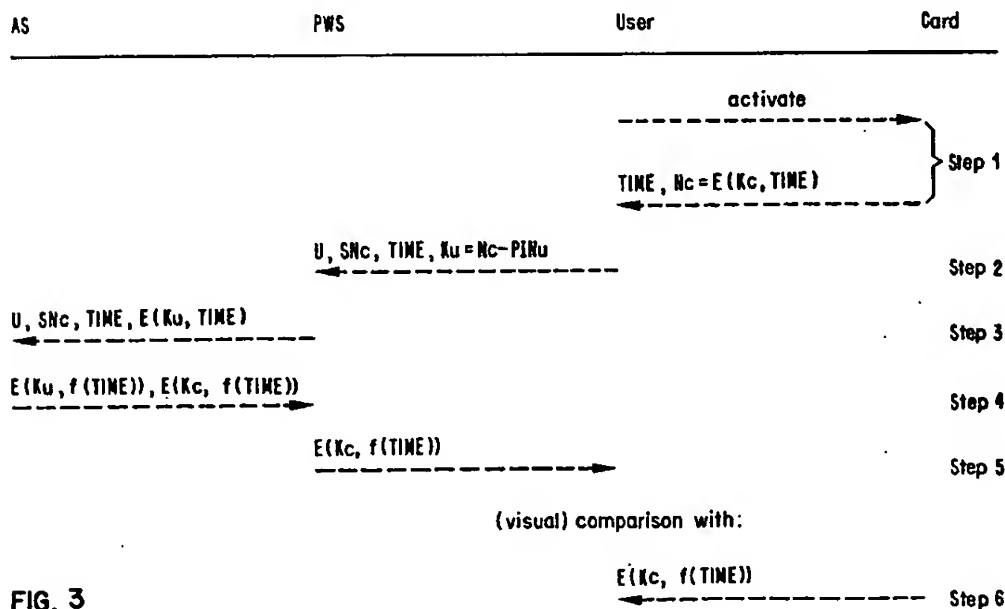 AS PWS User Card
activate
Step 1
TIME, Nc=E(Kc,TIME)
U, SNc, TIME, Ku=Nc-PINu
Step 2
U, SNc, TIME, E(Ku, TIME)
Step 3
E(Ku, f(TIME)), E(Kc, f(TIME))
Step 4
E(Kc, f(TIME))
Step 5
(visual) comparison with:
E(Kc, f(TIME))
Step 6
FIG. 3